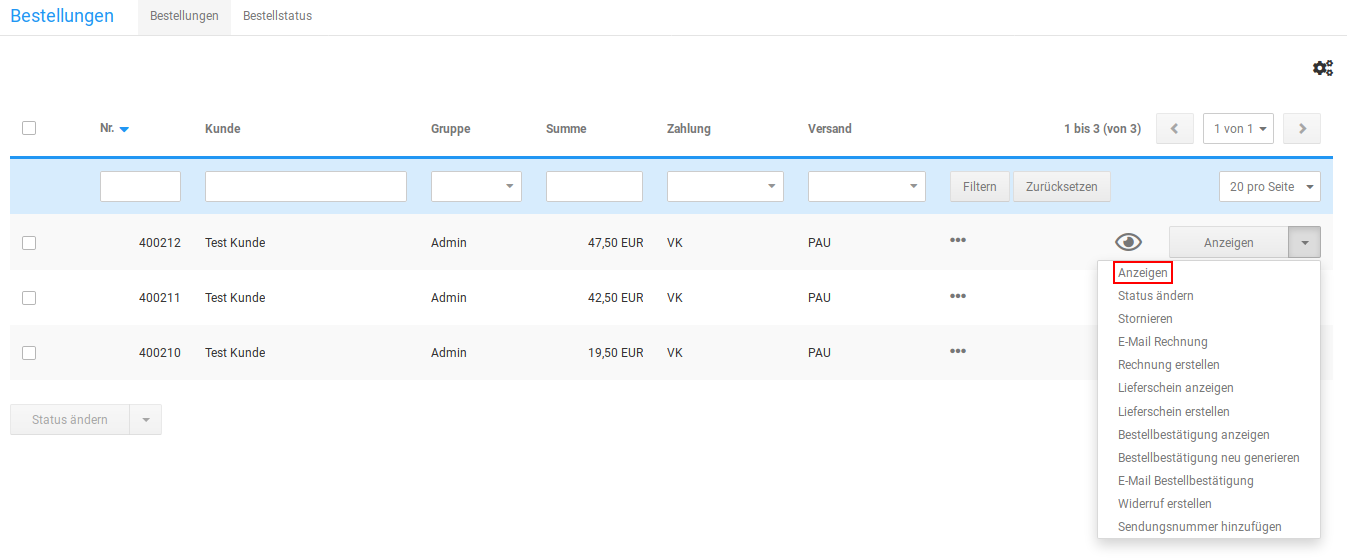 Bestellungen Bestellungen Bestellstatus
Nr. Kunde Gruppe Summe Zahlung Versand 1 bis 3 (von 3) 1 von 1
Filtern Zurücksetzen 20 pro Seite
400212 Test Kunde Admin 47,50 EUR VK PAU Anzeigen
400211 Test Kunde Admin 42,50 EUR VK PAU
400210 Test Kunde Admin 19,50 EUR VK PAU
Status ändern
Anzeigen
Status ändern
Stornieren
E-Mail Rechnung
Rechnung erstellen
Lieferschein anzeigen
Lieferschein erstellen
Bestellbestätigung anzeigen
Bestellbestätigung neu generieren
E-Mail Bestellbestätigung
Widerruf erstellen
Sendungsnummer hinzufügen